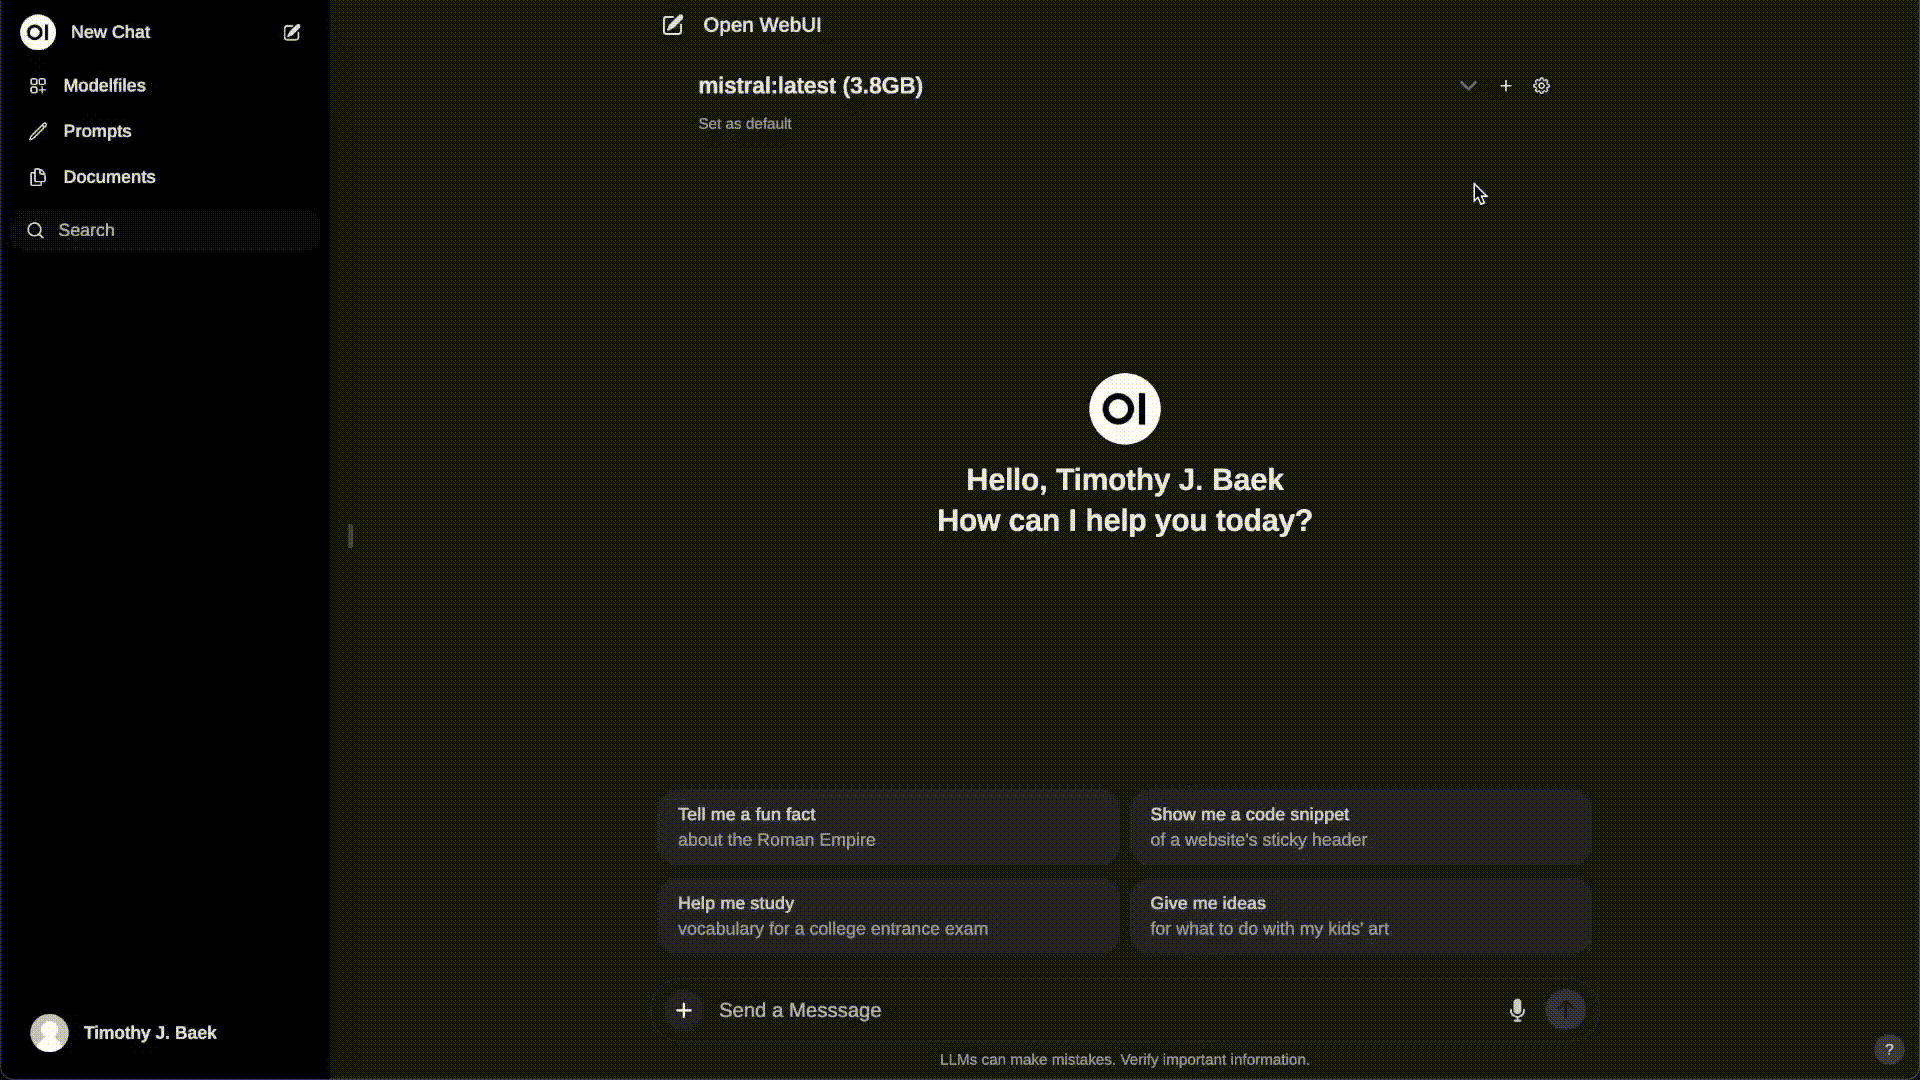 OI New Chat
Modelfiles
Prompts
Documents
Search
Timothy J. Baek
Open WebUI
mistral:latest (3.8GB)
Set as default
OI
Hello, Timothy J. Baek
How can I help you today?
Tell me a fun fact
about the Roman Empire
Show me a code snippet
of a website's sticky header
Help me study
vocabulary for a college entrance exam
Give me ideas
for what to do with my kids' art
Send a Messsage
LLMs can make mistakes. Verify important information.
?